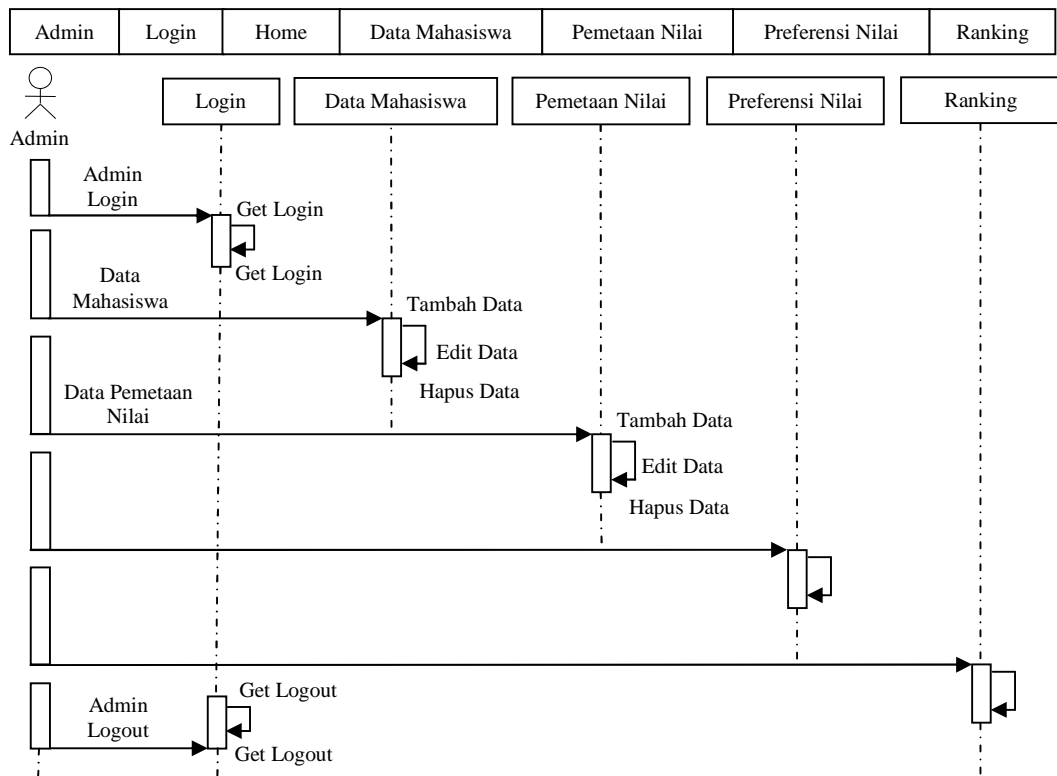 Admin
Login
Home
Data Mahasiswa
Pemetaan Nilai
Preferensi Nilai
Ranking
Login
Data Mahasiswa
Pemetaan Nilai
Preferensi Nilai
Ranking
Admin
Admin
Login
Get Login
Get Login
Data
Mahasiswa
Tambah Data
Edit Data
Hapus Data
Data Pemetaan
Nilai
Tambah Data
Edit Data
Hapus Data
Admin
Logout
Get Logout
Get Logout